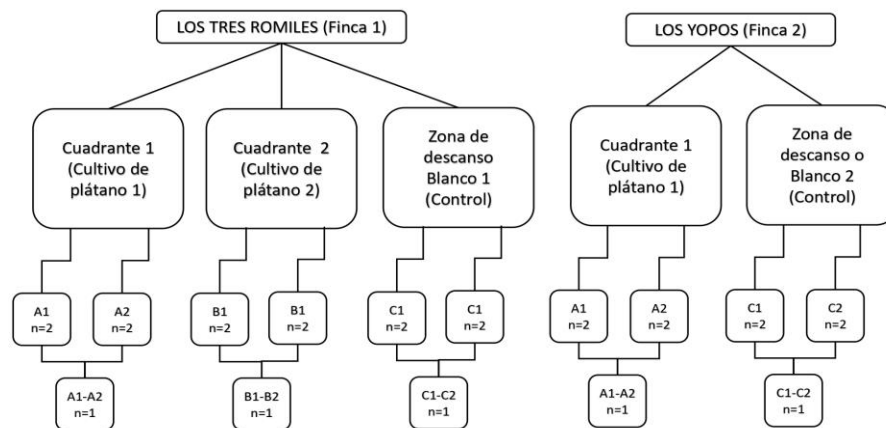 LOS TRES ROMILES (Finca 1)
LOS YOPOS (Finca 2)
Cuadrante 1
(Cultivo de
plátano 1)
Cuadrante 2
(Cultivo de
plátano 2)
Zona de
descanso
Blanco 1
(Control)
Cuadrante 1
(Cultivo de
plátano 1)
Zona de
descanso o
Blanco 2
(Control)
A1
n=2
A2
n=2
B1
n=2
B1
n=2
C1
n=2
C1
n=2
A1
n=2
A2
n=2
C1
n=2
C2
n=2
A1-A2
n=1
B1-B2
n=1
C1-C2
n=1
A1-A2
n=1
C1-C2
n=1